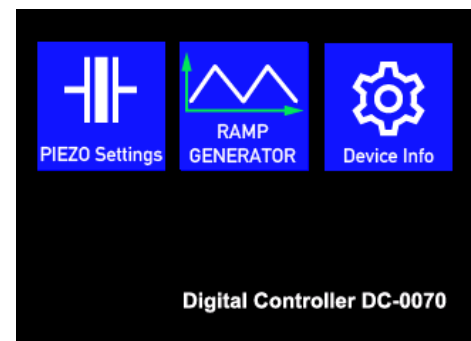 PIEZO Settings
RAMP
GENERATOR
Device Info
Digital Controller DC-0070